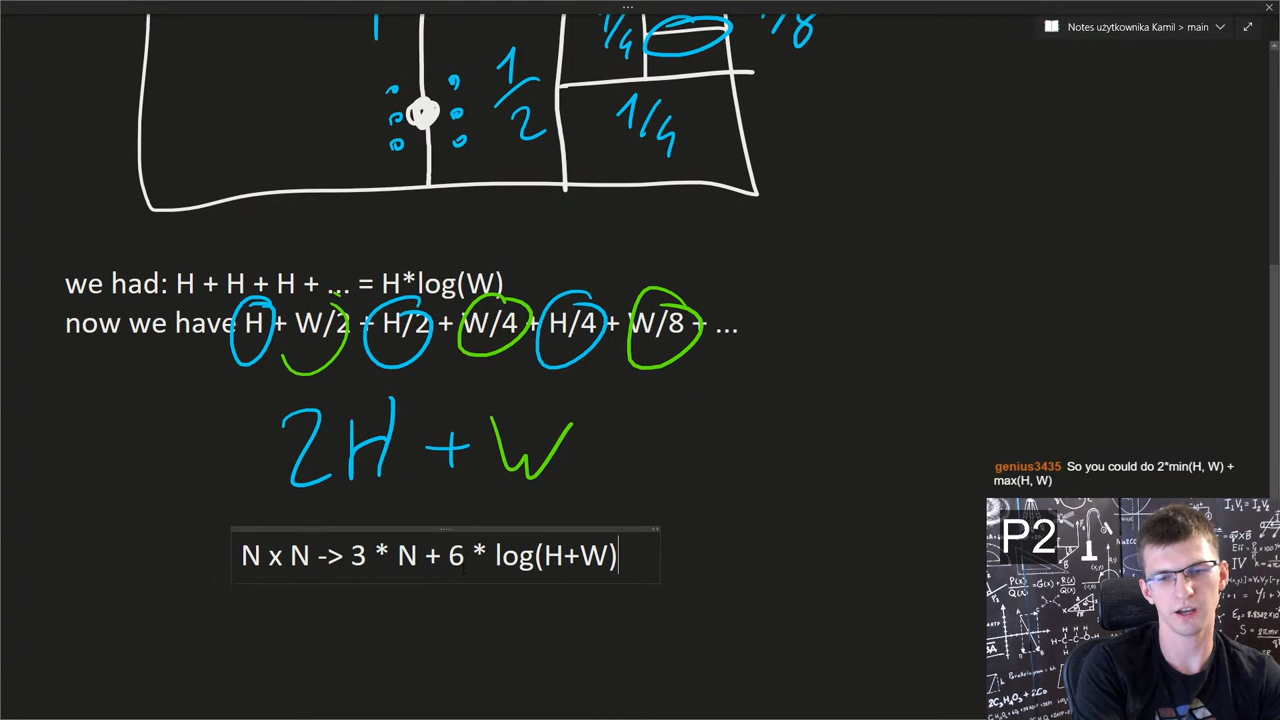 1/4
1/8
Notes użytkownika Kamil > main
1
1/2
1/4
we had: H + H + H + ... = H*log(W)
now we have H + W/2 + H/2 + W/4 + H/4 + W/8 + ...
2H + W
genius3435 So you could do 2*min(H, W) +
max(H, W)
N x N -> 3 * N + 6 * log(H+W)
P2